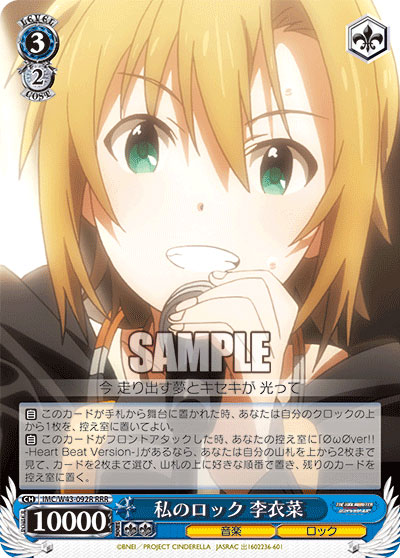 LEVEL
3
2
COST
SAMPLE
今 走り出す夢とキセキが 光って
自 このカードが手札から舞台に置かれた時、あなたは自分のクロックの上
から1枚を、控え室に置いてよい。
自 このカードがフロントアタックした時、あなたの控え室に「ØωØver!!
-Heart Beat Version-」があるなら、あなたは自分の山札を上から2枚まで
見て、カードを2枚まで選び、山札の上に好きな順番で置き、残りのカード
を控え室に置く。
CH IMC/W43-092R RRR
10000
私のロック 李衣菜
音楽
ロック
©BNEI/PROJECT CINDERELLA JASRAC 出1602236-601